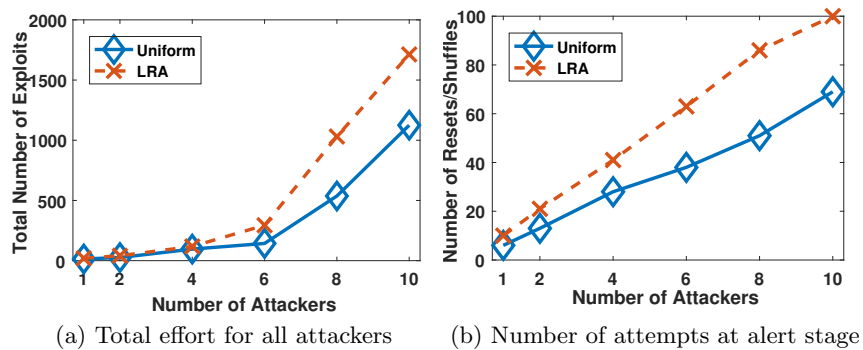 2000
1500
1000
500
0
Total Number of Exploits
Uniform
LRA
1 2 4 6 8 10
Number of Attackers
(a) Total effort for all attackers
100
80
60
40
20
0
Number of Resets/Shuffles
Uniform
LRA
1 2 4 6 8 10
Number of Attackers
(b) Number of attempts at alert stage